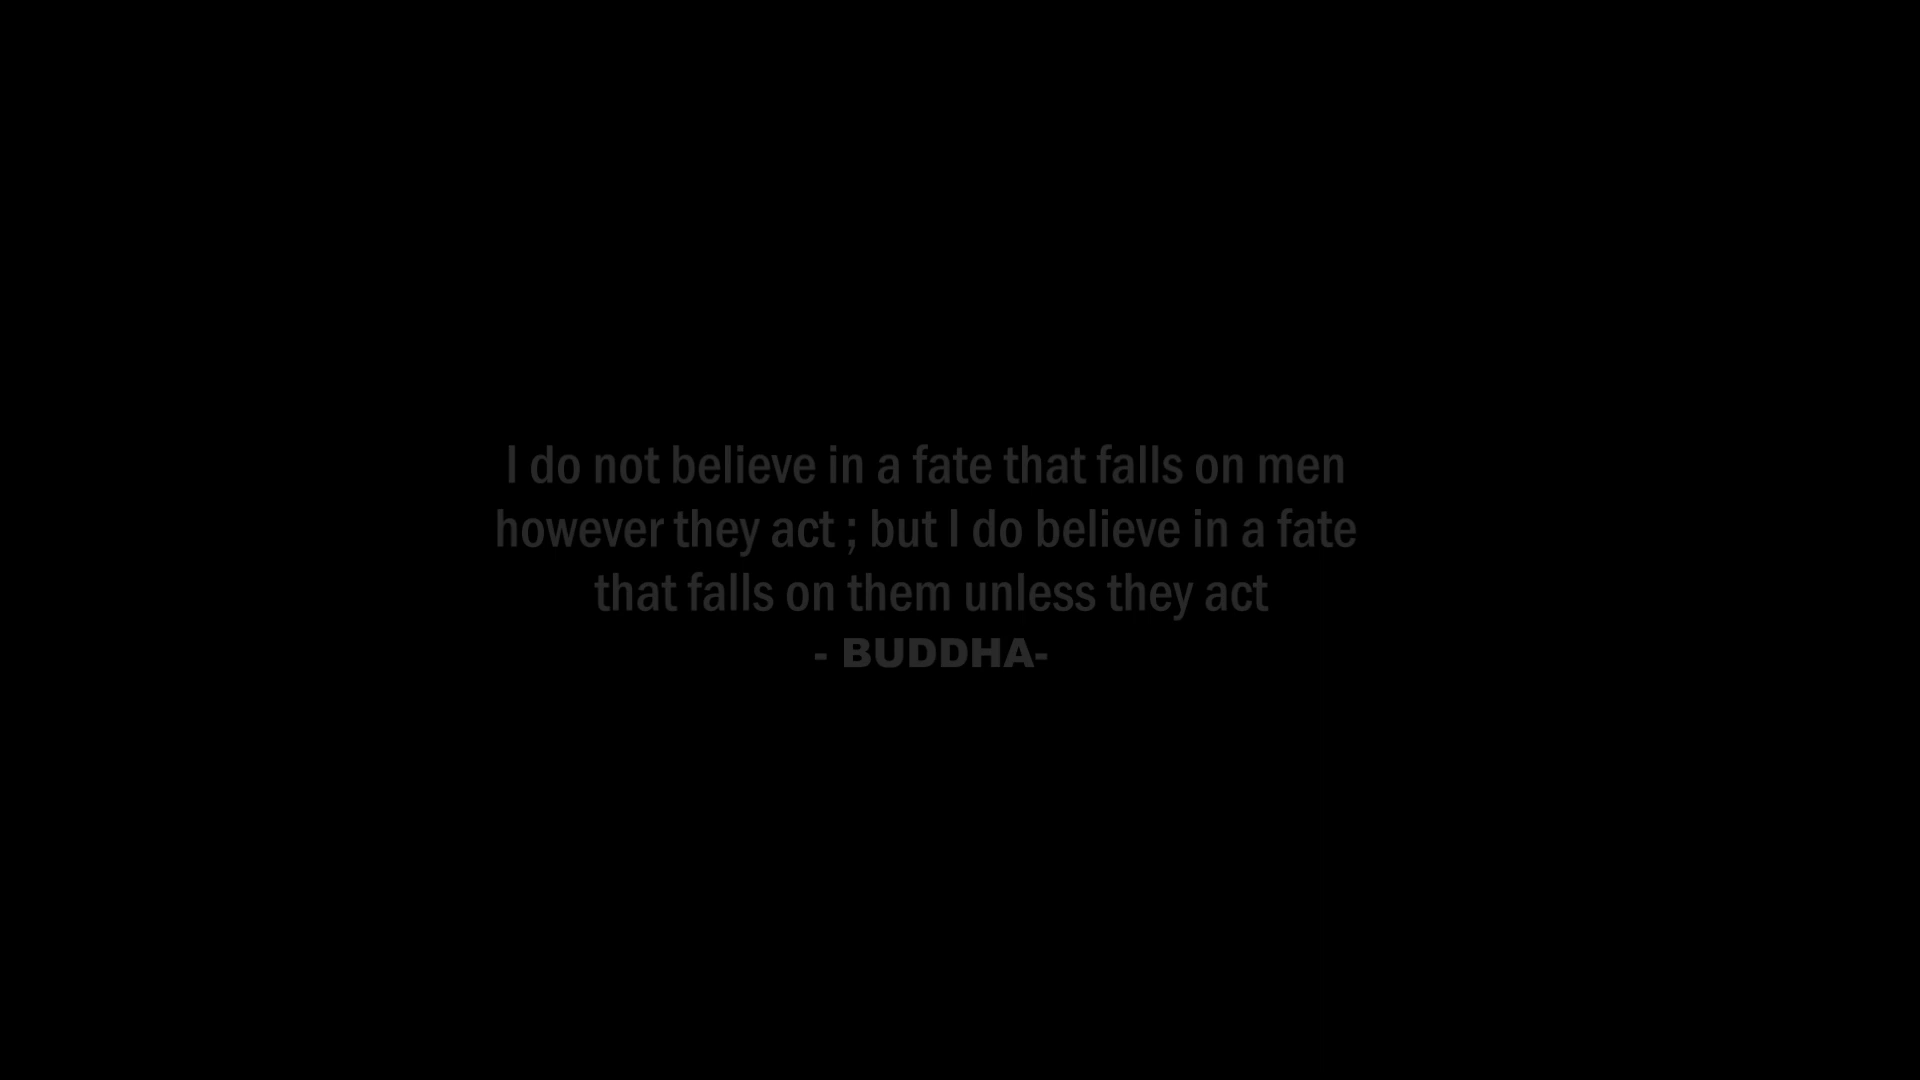 I do not believe in a fate that falls on men
however they act ; but I do believe in a fate
that falls on them unless they act
- BUDDHA-